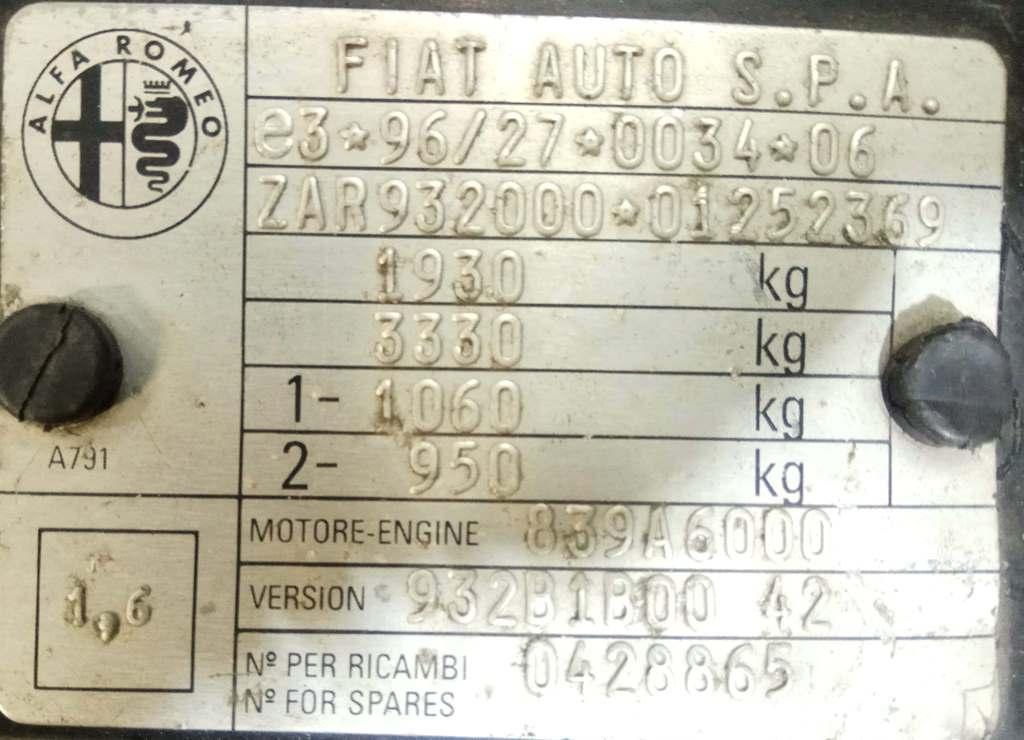 ALFA ROMEO
FIAT AUTO S.P.A.
e3*96/27*0034*06
ZAR932000*01252369
1930 kg
3330 kg
1- 1060 kg
2- 950 kg
A791
MOTORE-ENGINE 839A6000
VERSION 932B1B00 42
1,6
Nº PER RICAMBI 0428865
Nº FOR SPARES